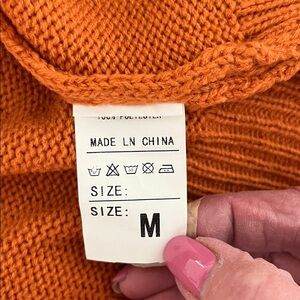 100% POLYESTER
MADE LN CHINA
SIZE:
SIZE:
M